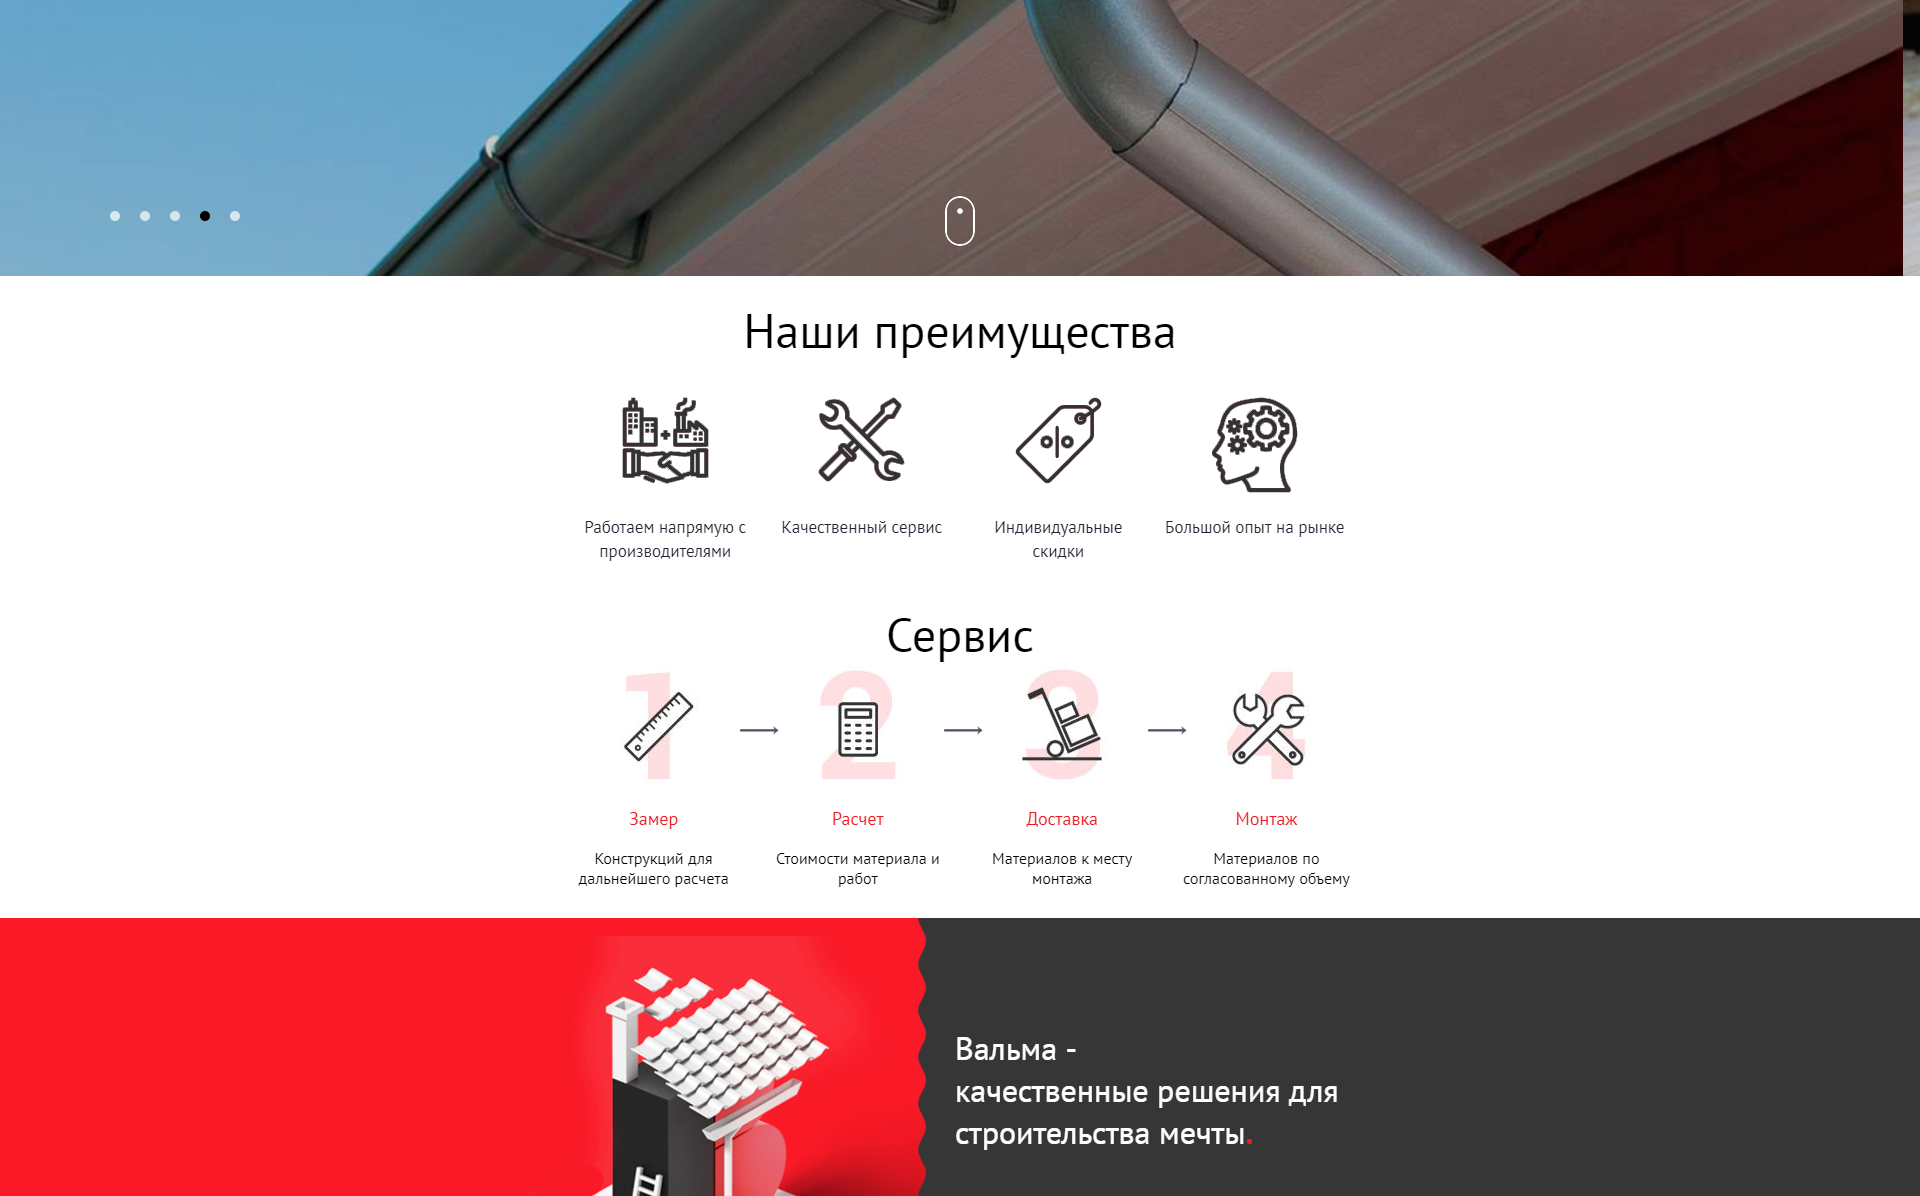 Наши преимущества
Работаем напрямую с
производителями
Качественный сервис
Индивидуальные
скидки
Большой опыт на рынке
Сервис
1
2
3
4
Замер
Расчет
Доставка
Монтаж
Конструкций для
дальнейшего расчета
Стоимости материала и
работ
Материалов к месту
монтажа
Материалов по
согласованному объему
Вальма -
качественные решения для
строительства мечты.